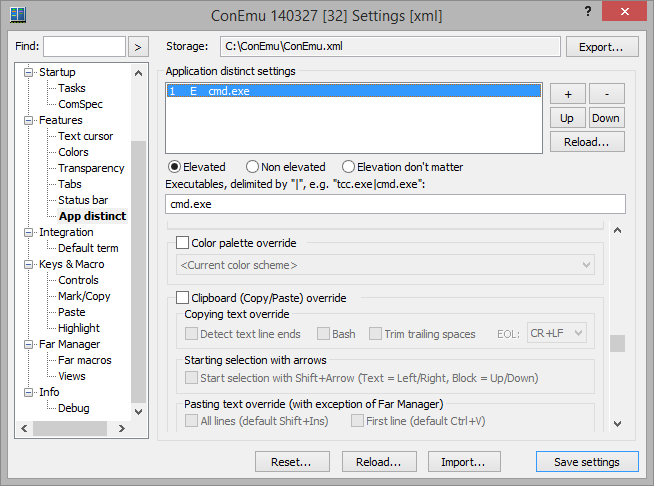 ConEmu 140327 [32] Settings [xml]
Find:
>
Storage:
C:\ConEmu\ConEmu.xml
Export...
Startup
Tasks
ComSpec
Features
Text cursor
Colors
Transparency
Tabs
Status bar
App distinct
Integration
Default term
Keys & Macro
Controls
Mark/Copy
Paste
Highlight
Far Manager
Far macros
Views
Info
Debug
Application distinct settings
1 E cmd.exe
+ -
Up Down
Reload...
Elevated Non elevated Elevation don't matter
Executables, delimited by "|", e.g. "tcc.exe|cmd.exe":
cmd.exe
Color palette override
<Current color scheme>
Clipboard (Copy/Paste) override
Copying text override
Detect text line ends Bash Trim trailing spaces EOL: CR+LF
Starting selection with arrows
Start selection with Shift+Arrow (Text = Left/Right, Block = Up/Down)
Pasting text override (with exception of Far Manager)
All lines (default Shift+Ins) First line (default Ctrl+V)
Reset... Reload... Import... Save settings